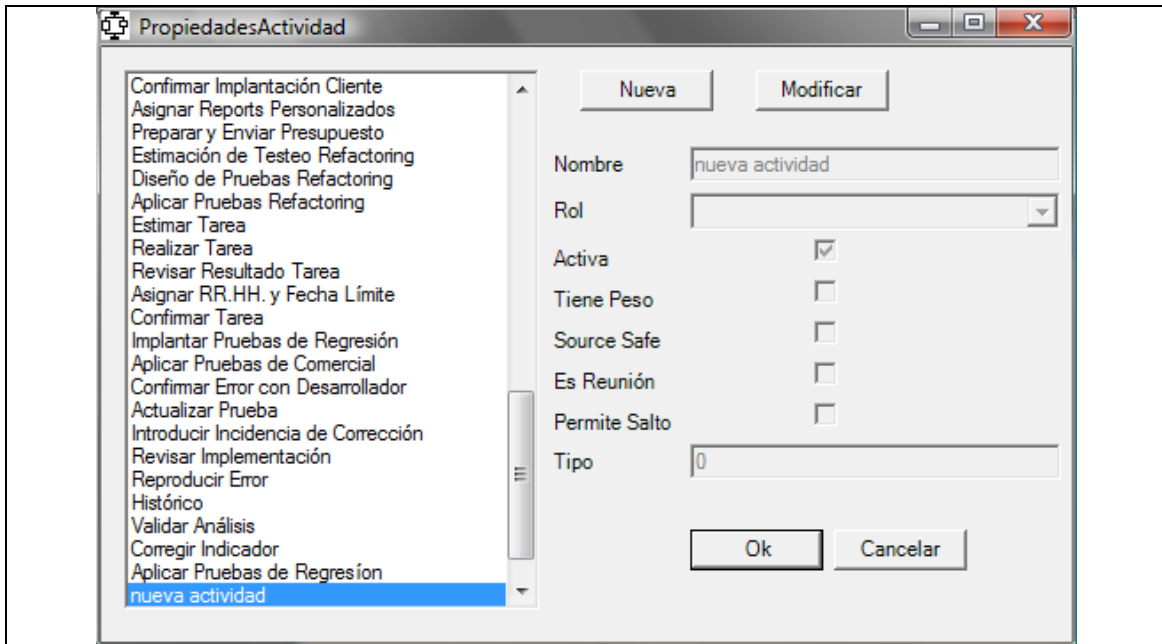 PropiedadesActividad
Confirmar Implantación Cliente
Asignar Reports Personalizados
Preparar y Enviar Presupuesto
Estimación de Testeo Refactoring
Diseño de Pruebas Refactoring
Aplicar Pruebas Refactoring
Estimar Tarea
Realizar Tarea
Revisar Resultado Tarea
Asignar RR.HH. y Fecha Límite
Confirmar Tarea
Implantar Pruebas de Regresión
Aplicar Pruebas de Comercial
Confirmar Error con Desarrollador
Actualizar Prueba
Introducir Incidencia de Corrección
Revisar Implementación
Reproducir Error
Histórico
Validar Análisis
Corregir Indicador
Aplicar Pruebas de Regresíon
nueva actividad
Nueva Modificar
Nombre nueva actividad
Rol
Activa
Tiene Peso
Source Safe
Es Reunión
Permite Salto
Tipo 0
Ok Cancelar